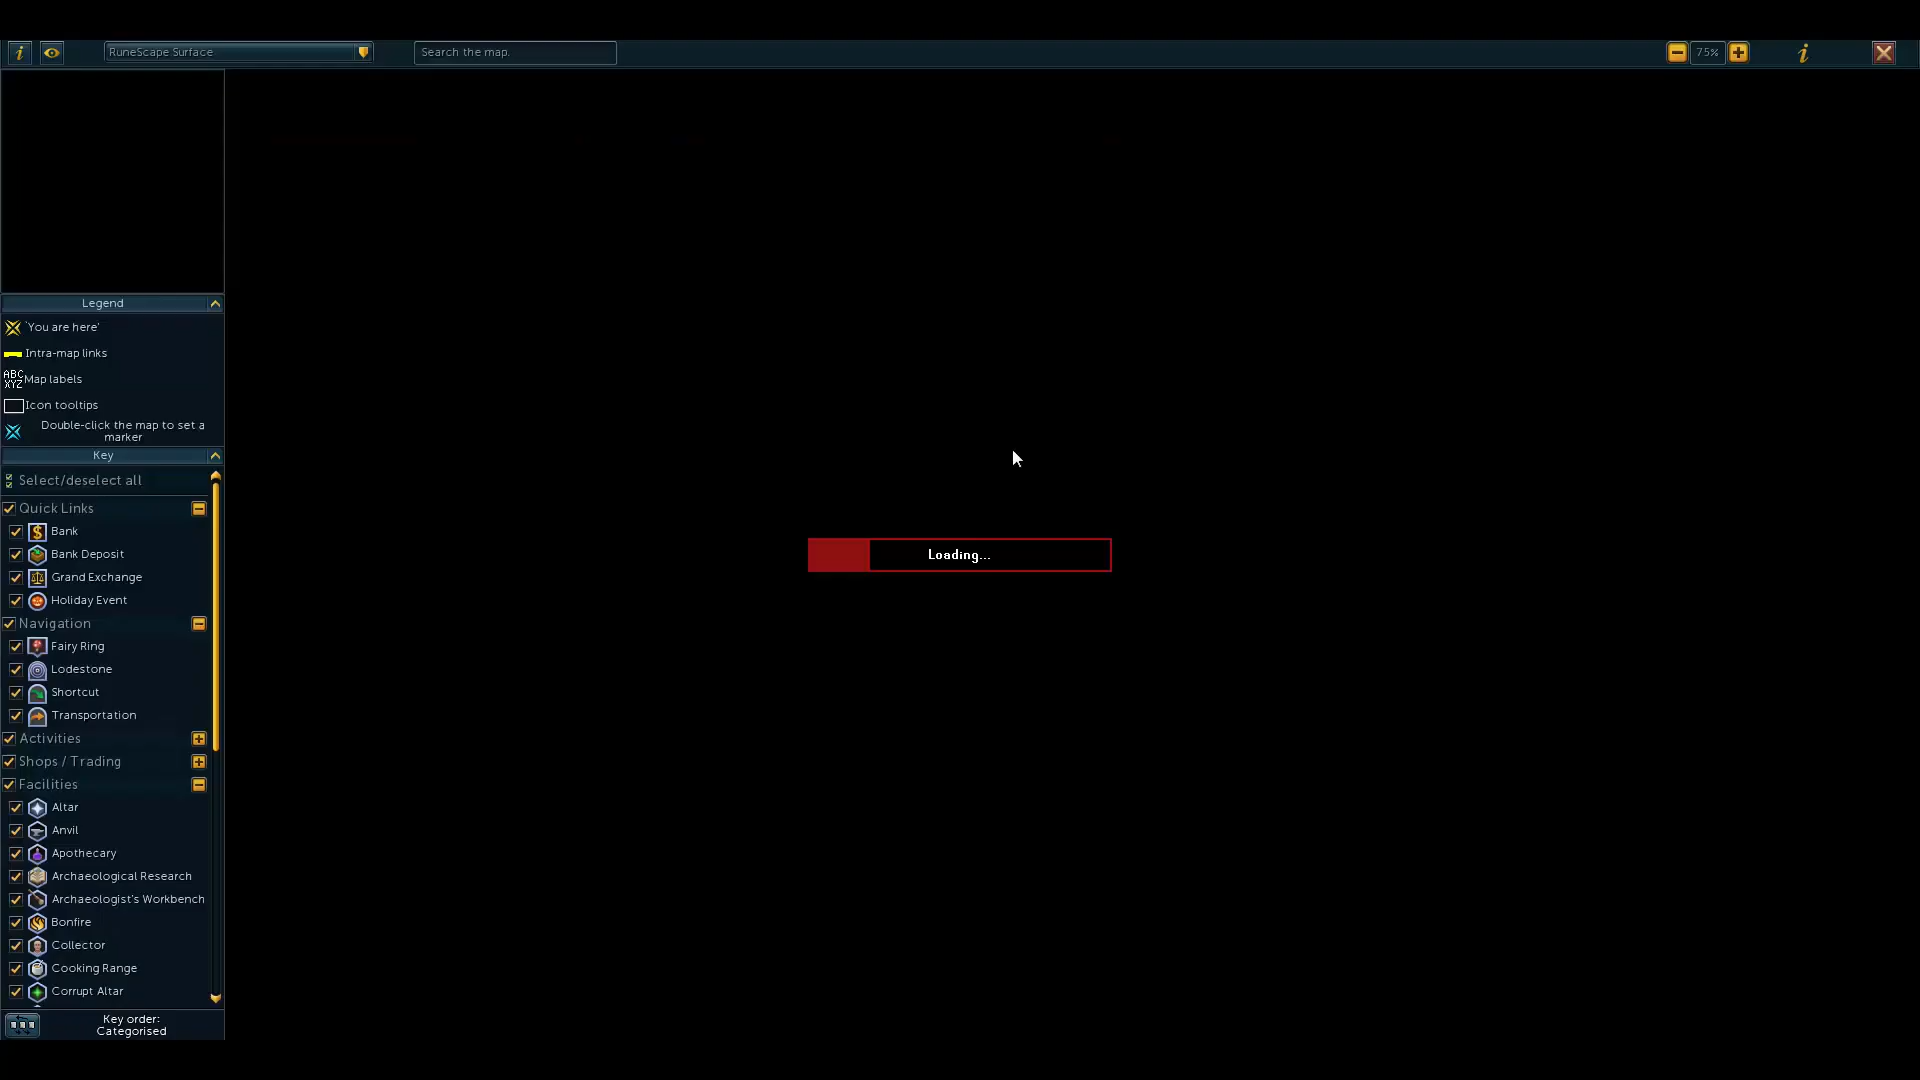 RuneScape Surface
Search the map.
75%
Legend
'You are here'
Intra-map links
ABC
XYZ
Map labels
Icon tooltips
Double-click the map to set a
marker
Key
Select/deselect all
Quick Links
Bank
Bank Deposit
Grand Exchange
Holiday Event
Navigation
Fairy Ring
Lodestone
Shortcut
Transportation
Activities
Shops / Trading
Facilities
Altar
Anvil
Apothecary
Archaeological Research
Archaeologist's Workbench
Bonfire
Collector
Cooking Range
Corrupt Altar
Key order:
Categorised
Loading...